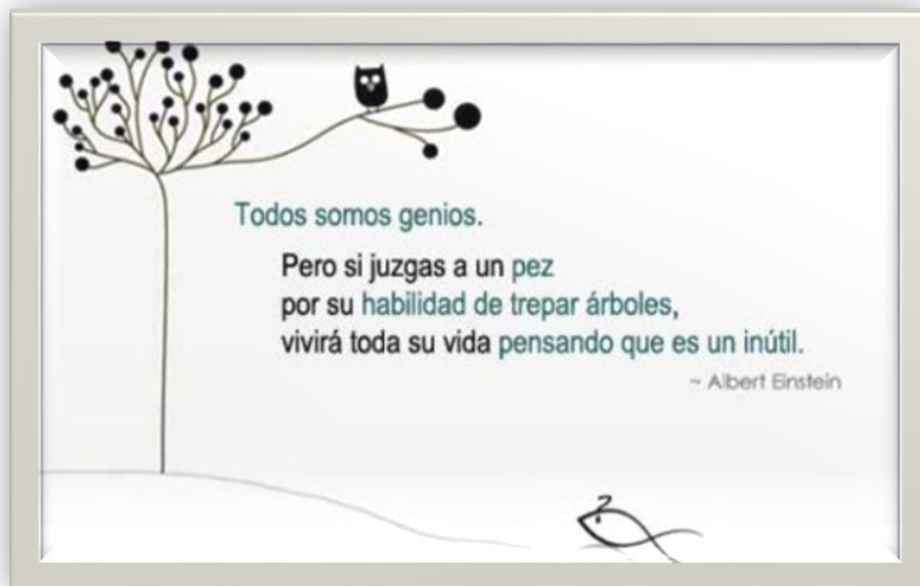 Todos somos genios.
Pero si juzgas a un pez
por su habilidad de trepar árboles,
vivirá toda su vida pensando que es un inútil.
~ Albert Einstein